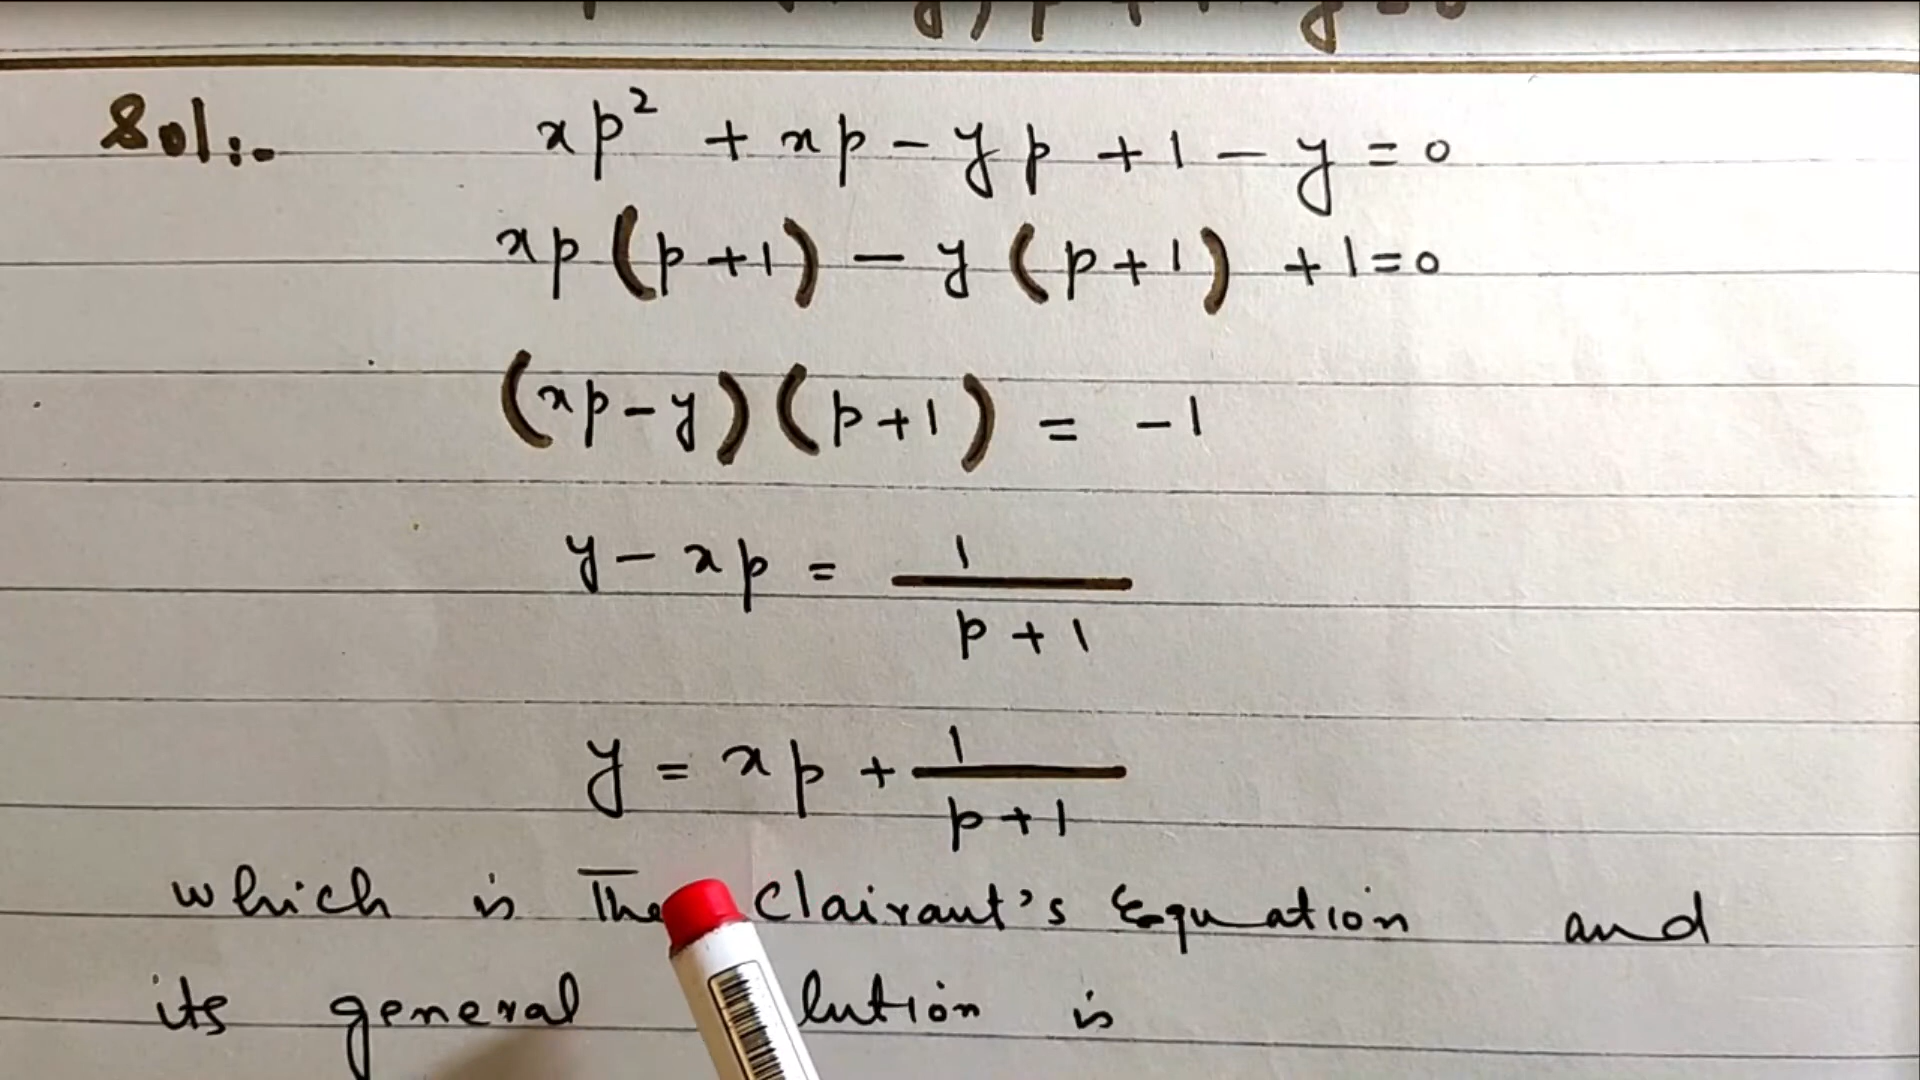 Sol:-  xp² + xp - yp + 1 - y = 0
xp(p+1) - y(p+1) + 1 = 0
(xp-y)(p+1) = -1
y - xp = 1/(p+1)
y = xp + 1/(p+1)
which is The Clairaut's Equation and
its general lution is